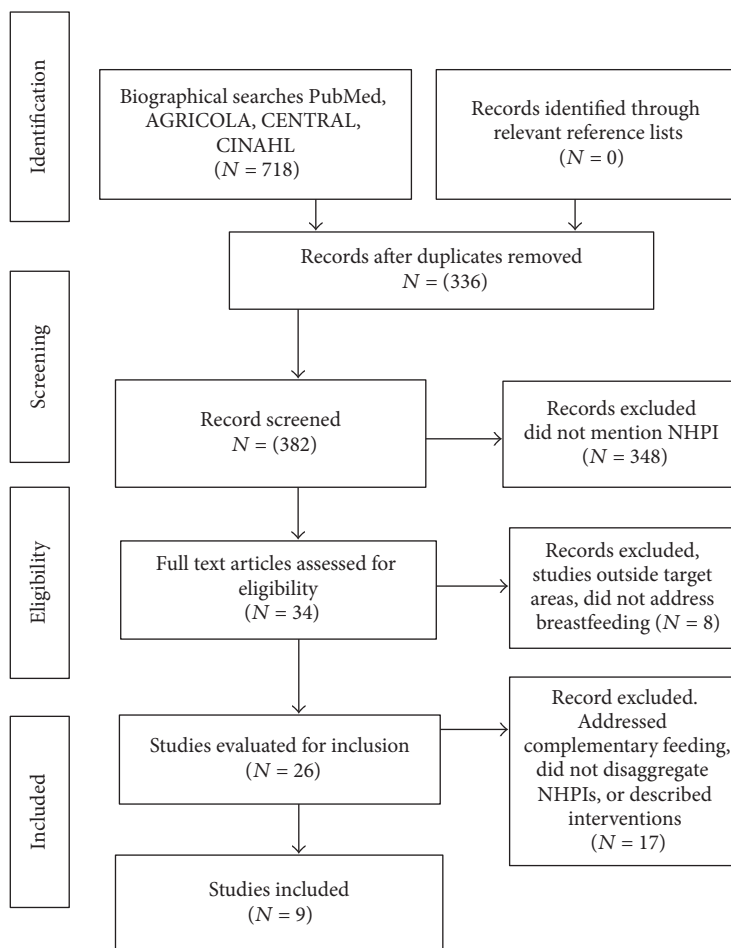 Identification
Biographical searches PubMed,
AGRICOLA, CENTRAL,
CINAHL
(N = 718)
Records identified through
relevant reference lists
(N = 0)
Records after duplicates removed
N = (336)
Screening
Record screened
N = (382)
Records excluded
did not mention NHPI
(N = 348)
Eligibility
Full text articles assessed for
eligibility
(N = 34)
Records excluded,
studies outside target
areas, did not address
breastfeeding (N = 8)
Included
Studies evaluated for inclusion
(N = 26)
Record excluded.
Addressed
complementary feeding,
did not disaggregate
NHPIs, or described
interventions
(N = 17)
Studies included
(N = 9)